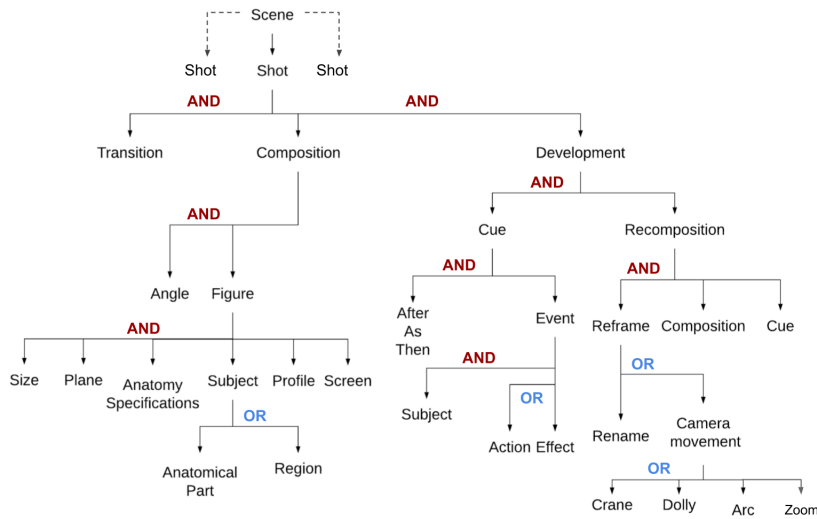 Scene
Shot
Shot
Shot
AND
AND
Transition
Composition
Development
AND
AND
Cue
Recomposition
AND
AND
Angle
Figure
After
As
Then
Event
Reframe
Composition
Cue
AND
AND
OR
Size
Plane
Anatomy
Specifications
Subject
Profile
Screen
OR
Subject
OR
Action
Effect
Rename
Camera
movement
Anatomical
Part
Region
OR
Crane
Dolly
Arc
Zoom